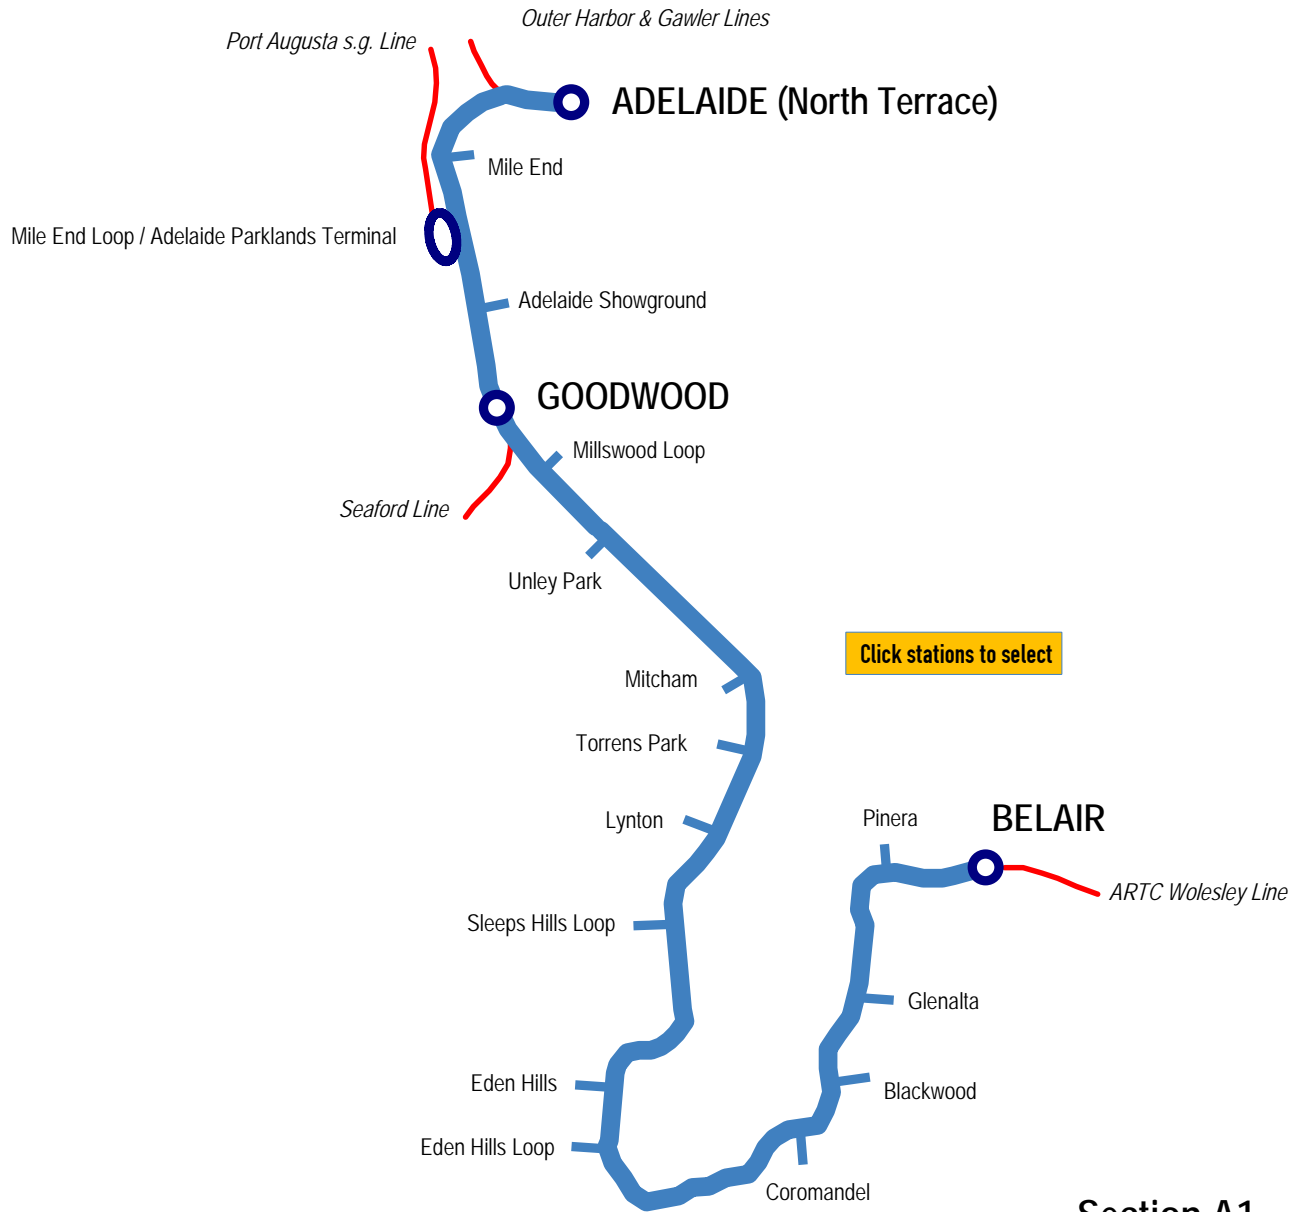 Outer Harbor & Gawler Lines
Port Augusta s.g. Line
ADELAIDE (North Terrace)
Mile End
Mile End Loop / Adelaide Parklands Terminal
Adelaide Showground
GOODWOOD
Millswood Loop
Seaford Line
Unley Park
Click stations to select
Mitcham
Torrens Park
Lynton
Pinera
BELAIR
ARTC Wolesley Line
Sleeps Hills Loop
Glenalta
Eden Hills
Blackwood
Eden Hills Loop
Coromandel
Section A1